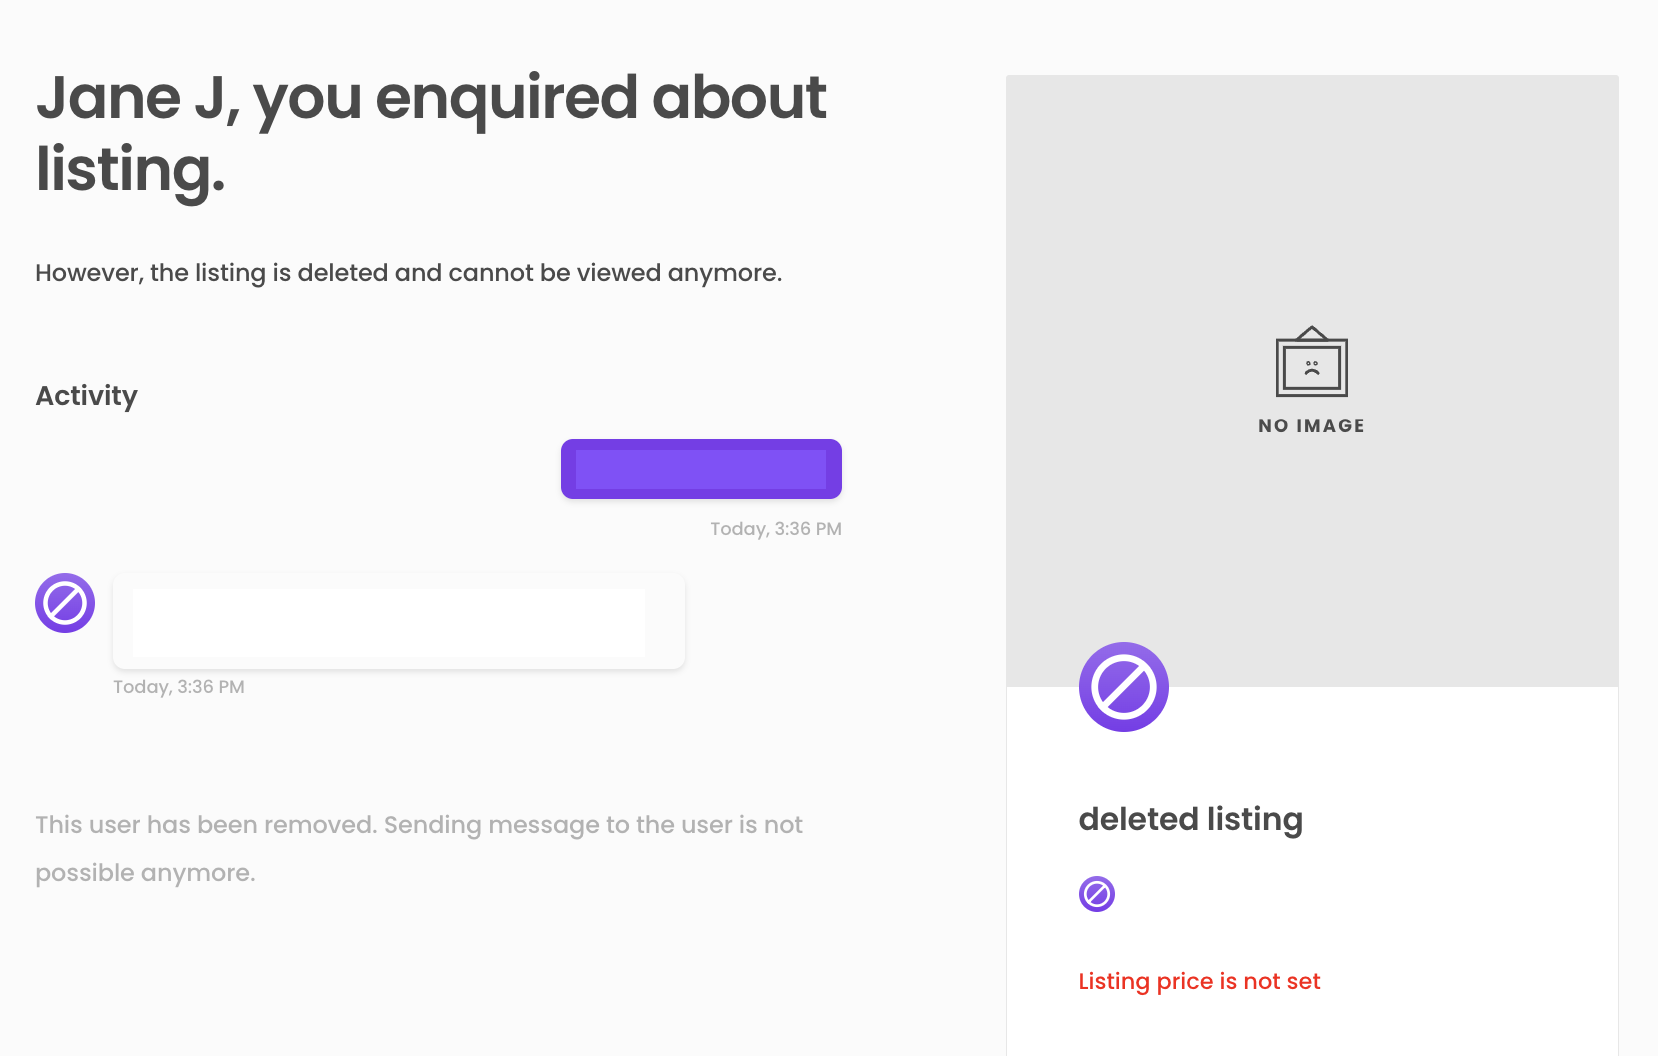 Jane J, you enquired about
listing.
However, the listing is deleted and cannot be viewed anymore.
Activity
Today, 3:36 PM
Today, 3:36 PM
This user has been removed. Sending message to the user is not
possible anymore.
NO IMAGE
deleted listing
Listing price is not set